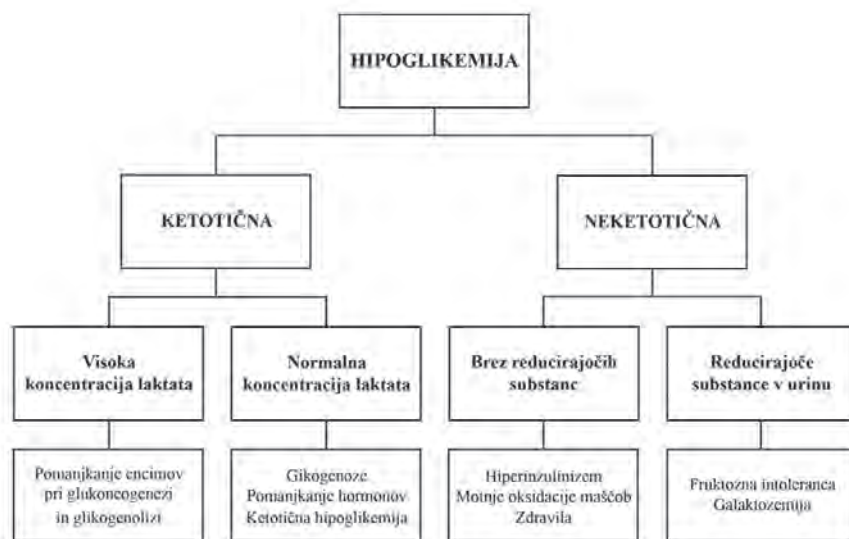 HIPOGLIKEMIJA
KETOTIČNA
NEKETOTIČNA
Visoka
koncentracija laktata
Normalna
koncentracija laktata
Brez reducirajočih
substanc
Reducirajoče
substance v urinu
Pomanjkanje encimov
pri glukoneogenezi
in glikogenolizi
Gikogenoze
Pomanjkanje hormonov
Ketotična hipoglikemija
Hiperinzulinizem
Motnje oksidacije maščob
Zdravila
Fruktozna intoleranca
Galaktozemija